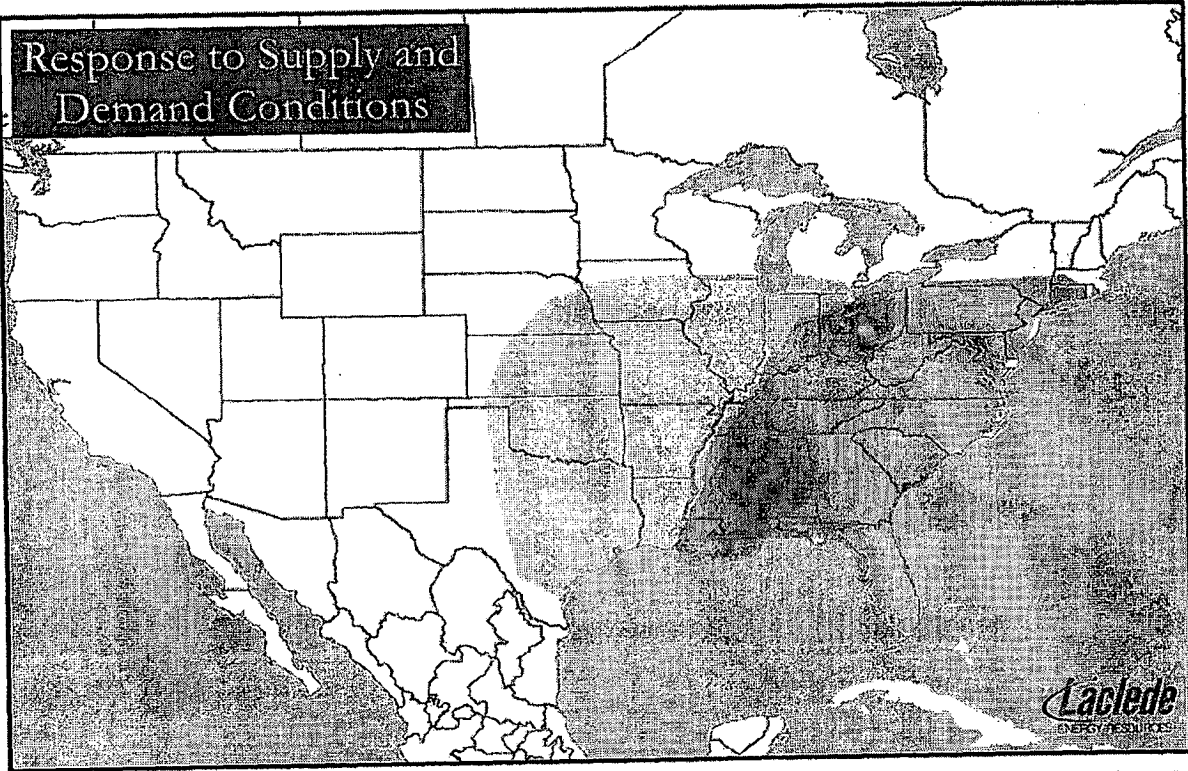 Response to Supply and
Demand Conditions
Laclede
ENERGY RESOURCES